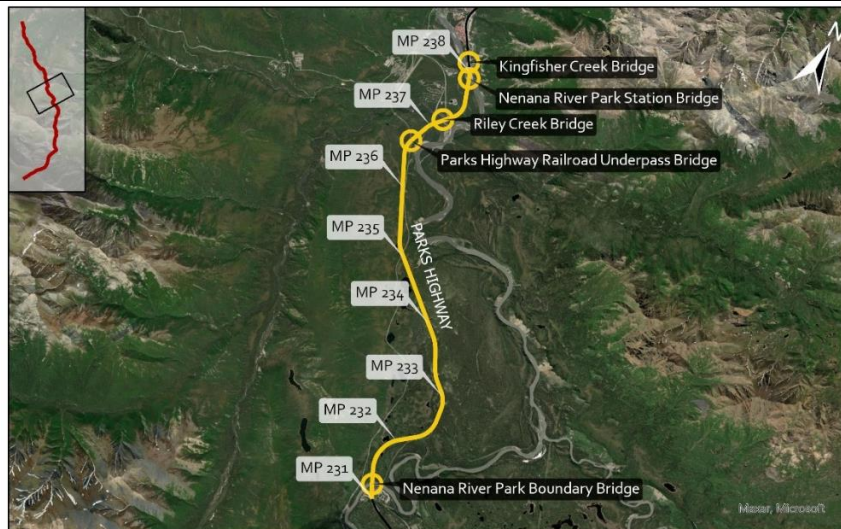 N
MP 238
Kingfisher Creek Bridge
Nenana River Park Station Bridge
MP 237
Riley Creek Bridge
Parks Highway Railroad Underpass Bridge
MP 236
MP 235
PARKS HIGHWAY
MP 234
MP 233
MP 232
MP 231
Nenana River Park Boundary Bridge
Maxar, Microsoft